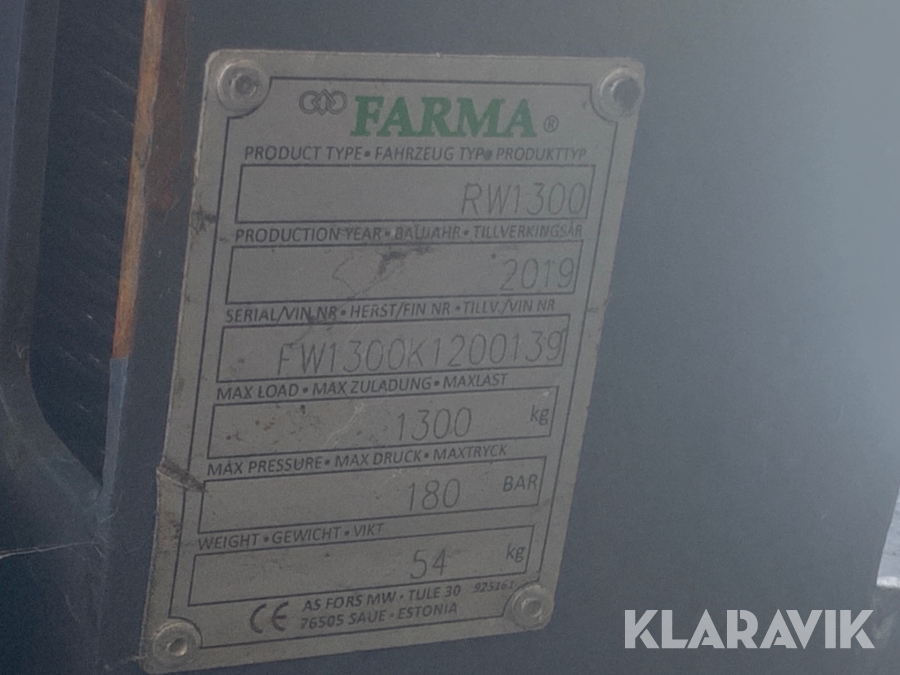 FARMA®
PRODUCT TYPE • FAHRZEUG TYP • PRODUKTTYP
RW1300
PRODUCTION YEAR • BAUJAHR • TILLVERKINGSÅR
2019
SERIAL/VIN NR • HERST/FIN NR • TILLV./VIN NR
FW1300K1200139
MAX LOAD • MAX ZULADUNG • MAXLAST
1300 kg
MAX PRESSURE • MAX DRUCK • MAXTRYCK
180 BAR
WEIGHT • GEWICHT • VIKT
54 kg
CE AS FORS MW • TULE 30 925161
76505 SAUE • ESTONIA
KLARAVIK